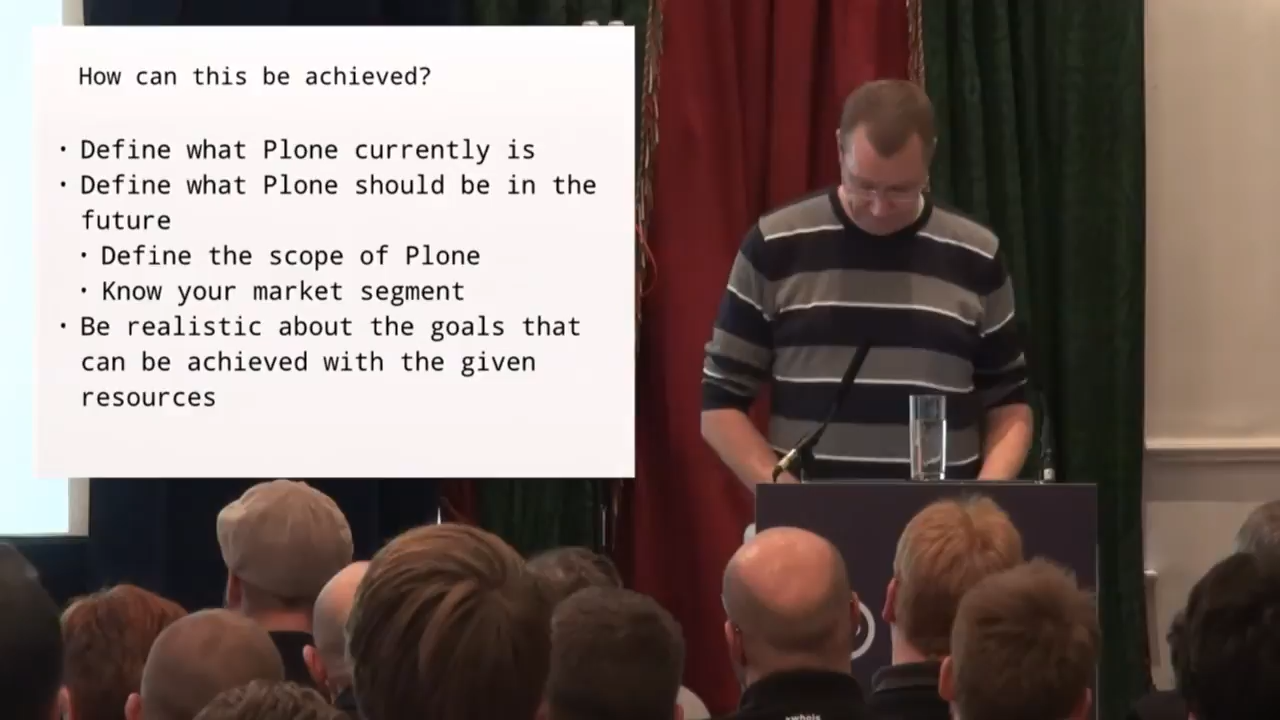 How can this be achieved?
• Define what Plone currently is
• Define what Plone should be in the
future
• Define the scope of Plone
• Know your market segment
• Be realistic about the goals that
can be achieved with the given
resources
#whois